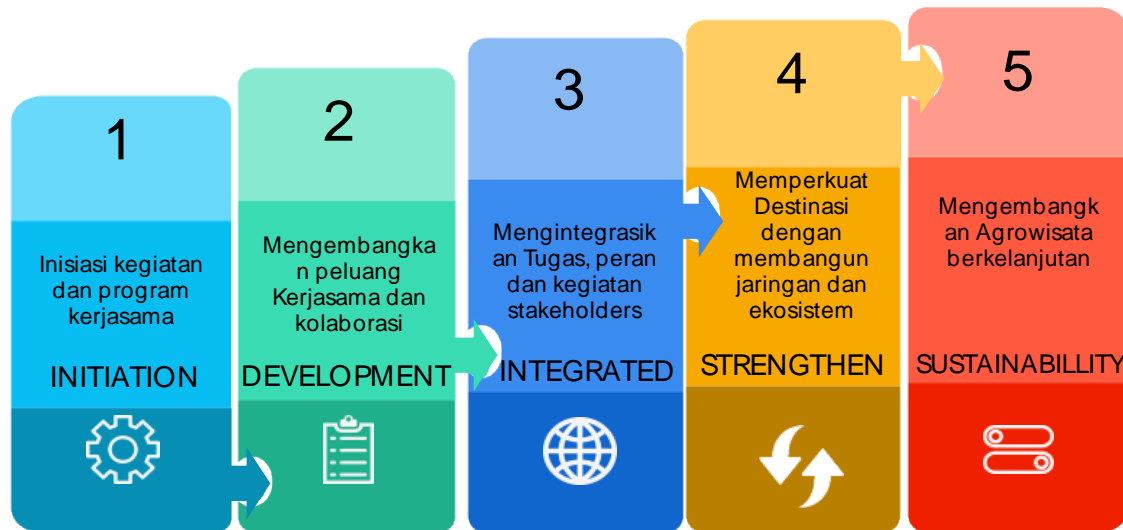 1
Inisiasi kegiatan
dan program
kerjasama
INITIATION
2
Mengembangka
n peluang
Kerjasama dan
kolaborasi
DEVELOPMENT
3
Mengintegrasik
an Tugas, peran
dan kegiatan
stakeholders
INTEGRATED
4
Memperkuat
Destinasi
dengan
membangun
jaringan dan
ekosistem
STRENGTHEN
5
Mengembangk
an Agrowisata
berkelanjutan
SUSTAINABILLITY